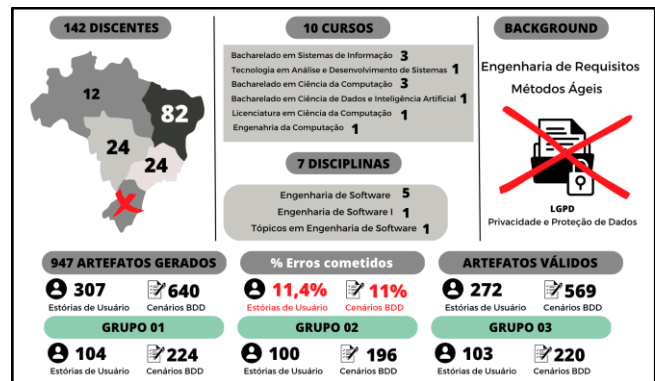 142 DISCENTES
12
82
24
24
10 CURSOS
Bacharelado em Sistemas de Informação 3
Tecnologia em Análise e Desenvolvimento de Sistemas 1
Bacharelado em Ciência da Computação 3
Bacharelado em Ciência de Dados e Inteligência Artificial 1
Licenciatura em Ciência da Computação 1
Engenahria da Computação 1
7 DISCIPLINAS
Engenharia de Software 5
Engenharia de Software I 1
Tópicos em Engenharia de Software 1
BACKGROUND
Engenharia de Requisitos
Métodos Ágeis
LGPD
Privacidade e Proteção de Dados
947 ARTEFATOS GERADOS
307 640
Estórias de Usuário Cenários BDD
% Erros cometidos
11,4% 11%
Estórias de Usuário Cenários BDD
ARTEFATOS VÁLIDOS
272 569
Estórias de Usuário Cenários BDD
GRUPO 01
104 224
Estórias de Usuário Cenários BDD
GRUPO 02
100 196
Estórias de Usuário Cenários BDD
GRUPO 03
103 220
Estórias de Usuário Cenários BDD